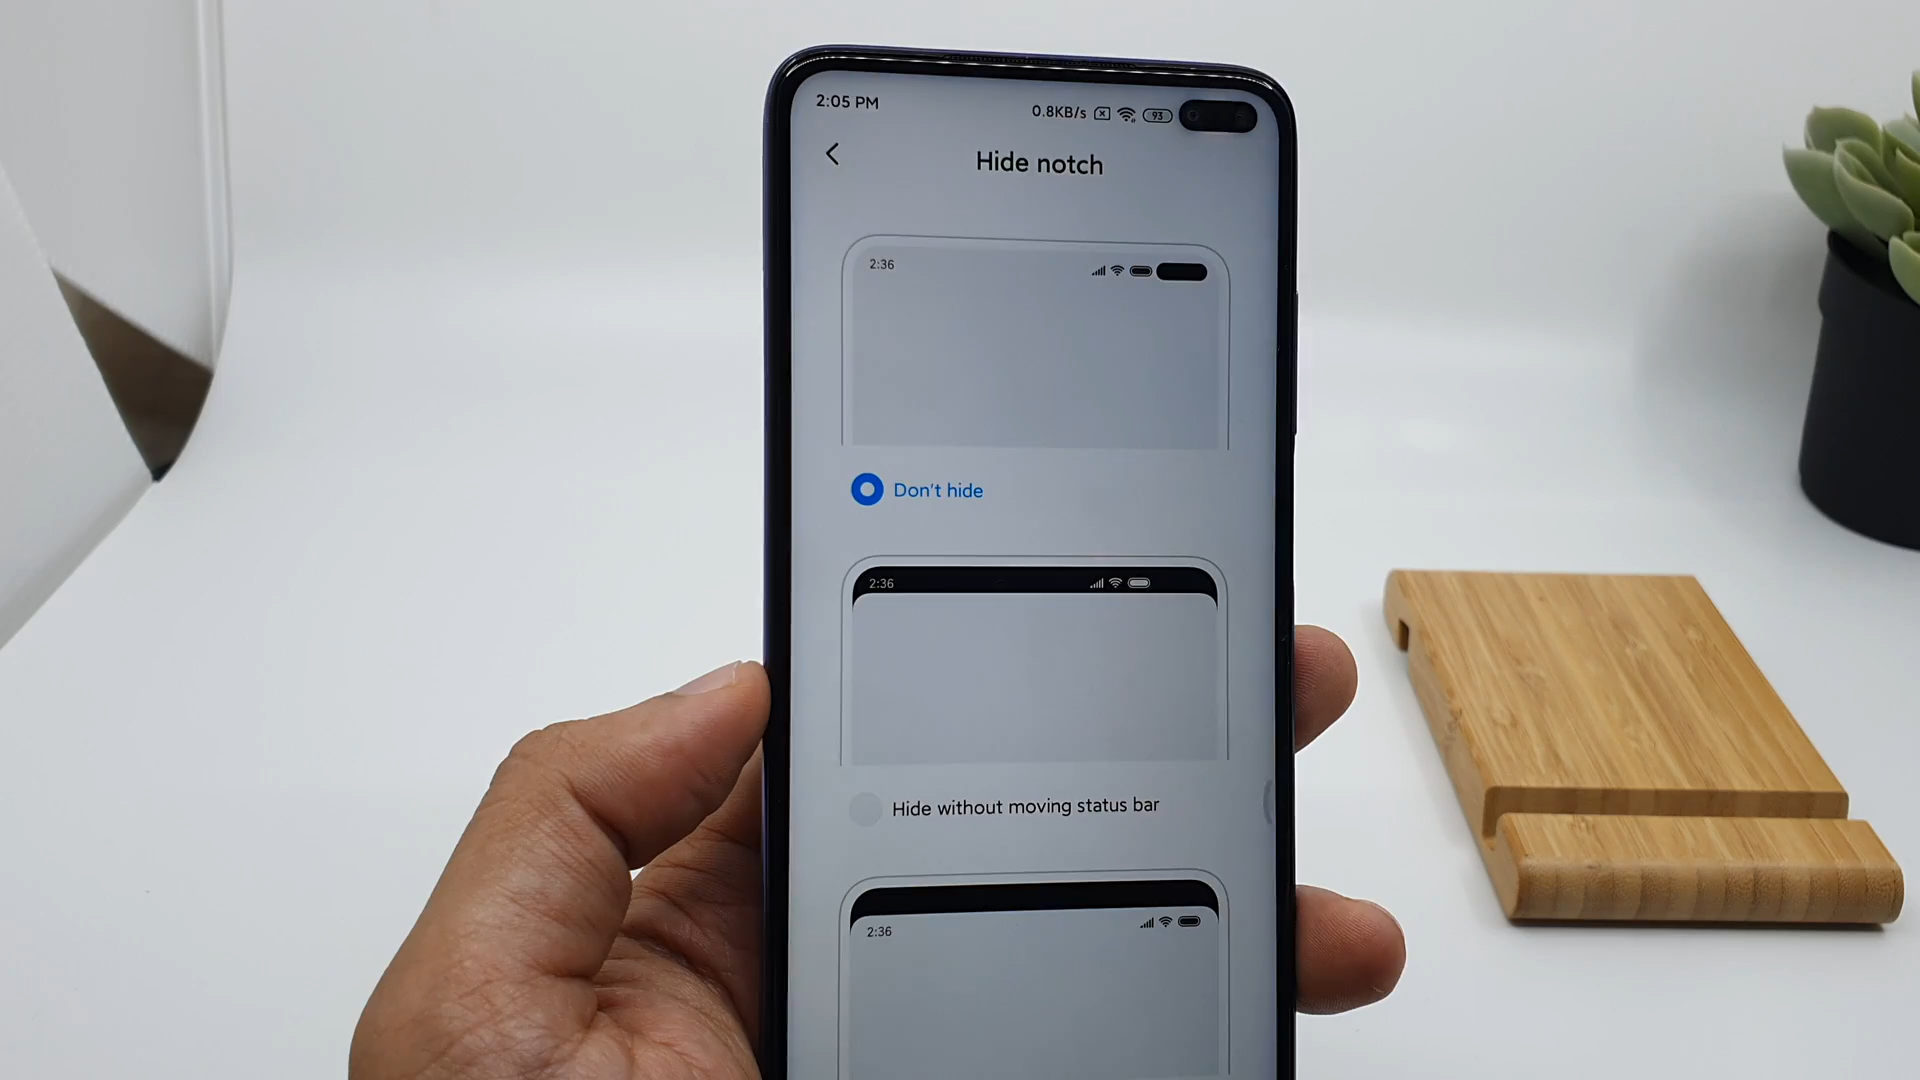 2:05 PM 0.8KB/s 93
Hide notch
2:36
Don't hide
2:36
Hide without moving status bar
2:36